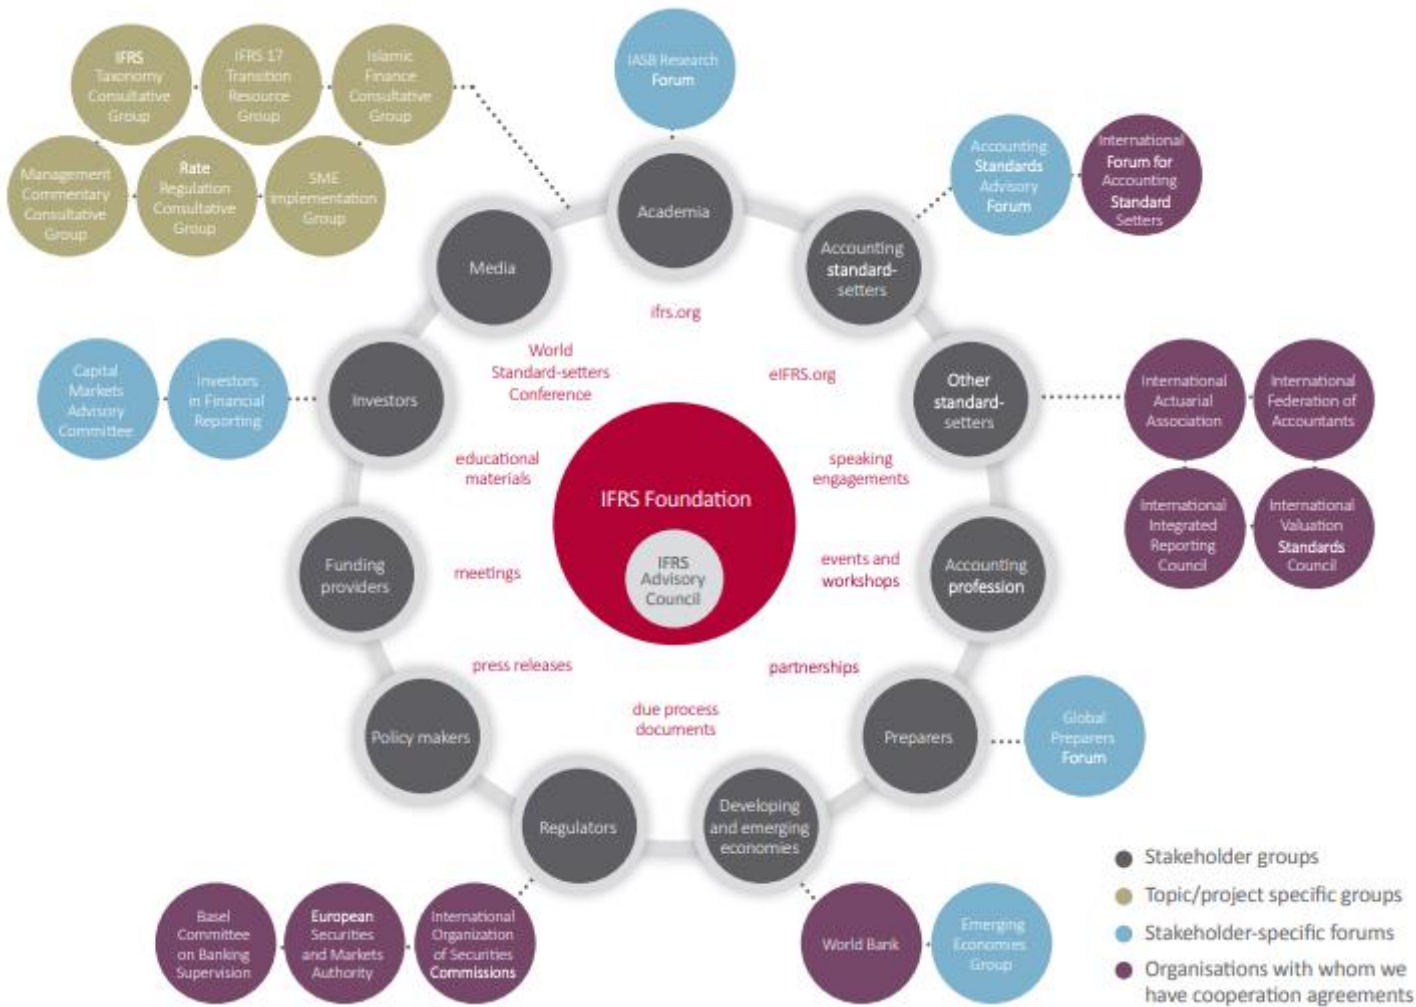 IFRS
Taxonomy
Consultative
Group
IFRS 17
Transition
Resource
Group
Islamic
Finance
Consultative
Group
Management
Commentary
Consultative
Group
Rate
Regulation
Consultative
Group
SME
Implementation
Group
IASB Research
Forum
Accounting
Standards
Advisory
Forum
International
Forum for
Accounting
Standard
Setters
Academia
Media
Accounting
standard-
setters
ifrs.org
World
Standard-setters
Conference
eIFRS.org
Capital
Markets
Advisory
Committee
Investors
in Financial
Reporting
Investors
Other
standard-
setters
International
Actuarial
Association
International
Federation of
Accountants
International
Integrated
Reporting
Council
International
Valuation
Standards
Council
educational
materials
speaking
engagements
IFRS Foundation
IFRS
Advisory
Council
Funding
providers
meetings
events and
workshops
Accounting
profession
press releases
partnerships
due process
documents
Policy makers
Preparers
Global
Preparers
Forum
Regulators
Developing
and emerging
economies
Basel
Committee
on Banking
Supervision
European
Securities
and Markets
Authority
International
Organization
of Securities
Commissions
World Bank
Emerging
Economies
Group
Stakeholder groups
Topic/project specific groups
Stakeholder-specific forums
Organisations with whom we
have cooperation agreements